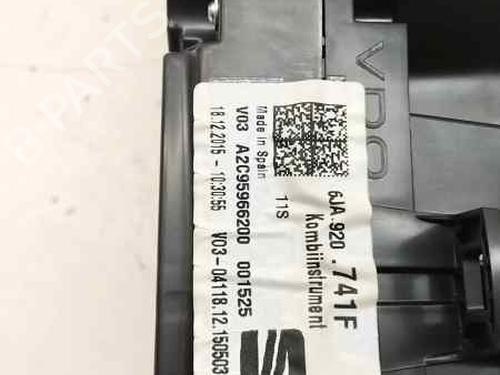 VDO
6JA.920.741F
Kombiinstrument
11S
Made in Spain
V03 A2C95966200 001525
18.12.2015 - 10:30:55 V03-04118.12.150503